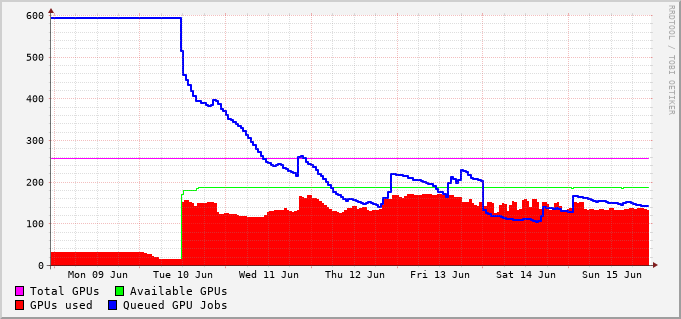 600
500
400
300
200
100
0
Mon 09 Jun Tue 10 Jun Wed 11 Jun Thu 12 Jun Fri 13 Jun Sat 14 Jun Sun 15 Jun
Total GPUs Available GPUs
GPUs used Queued GPU Jobs
RRDTOOL / TOBI OETIKER